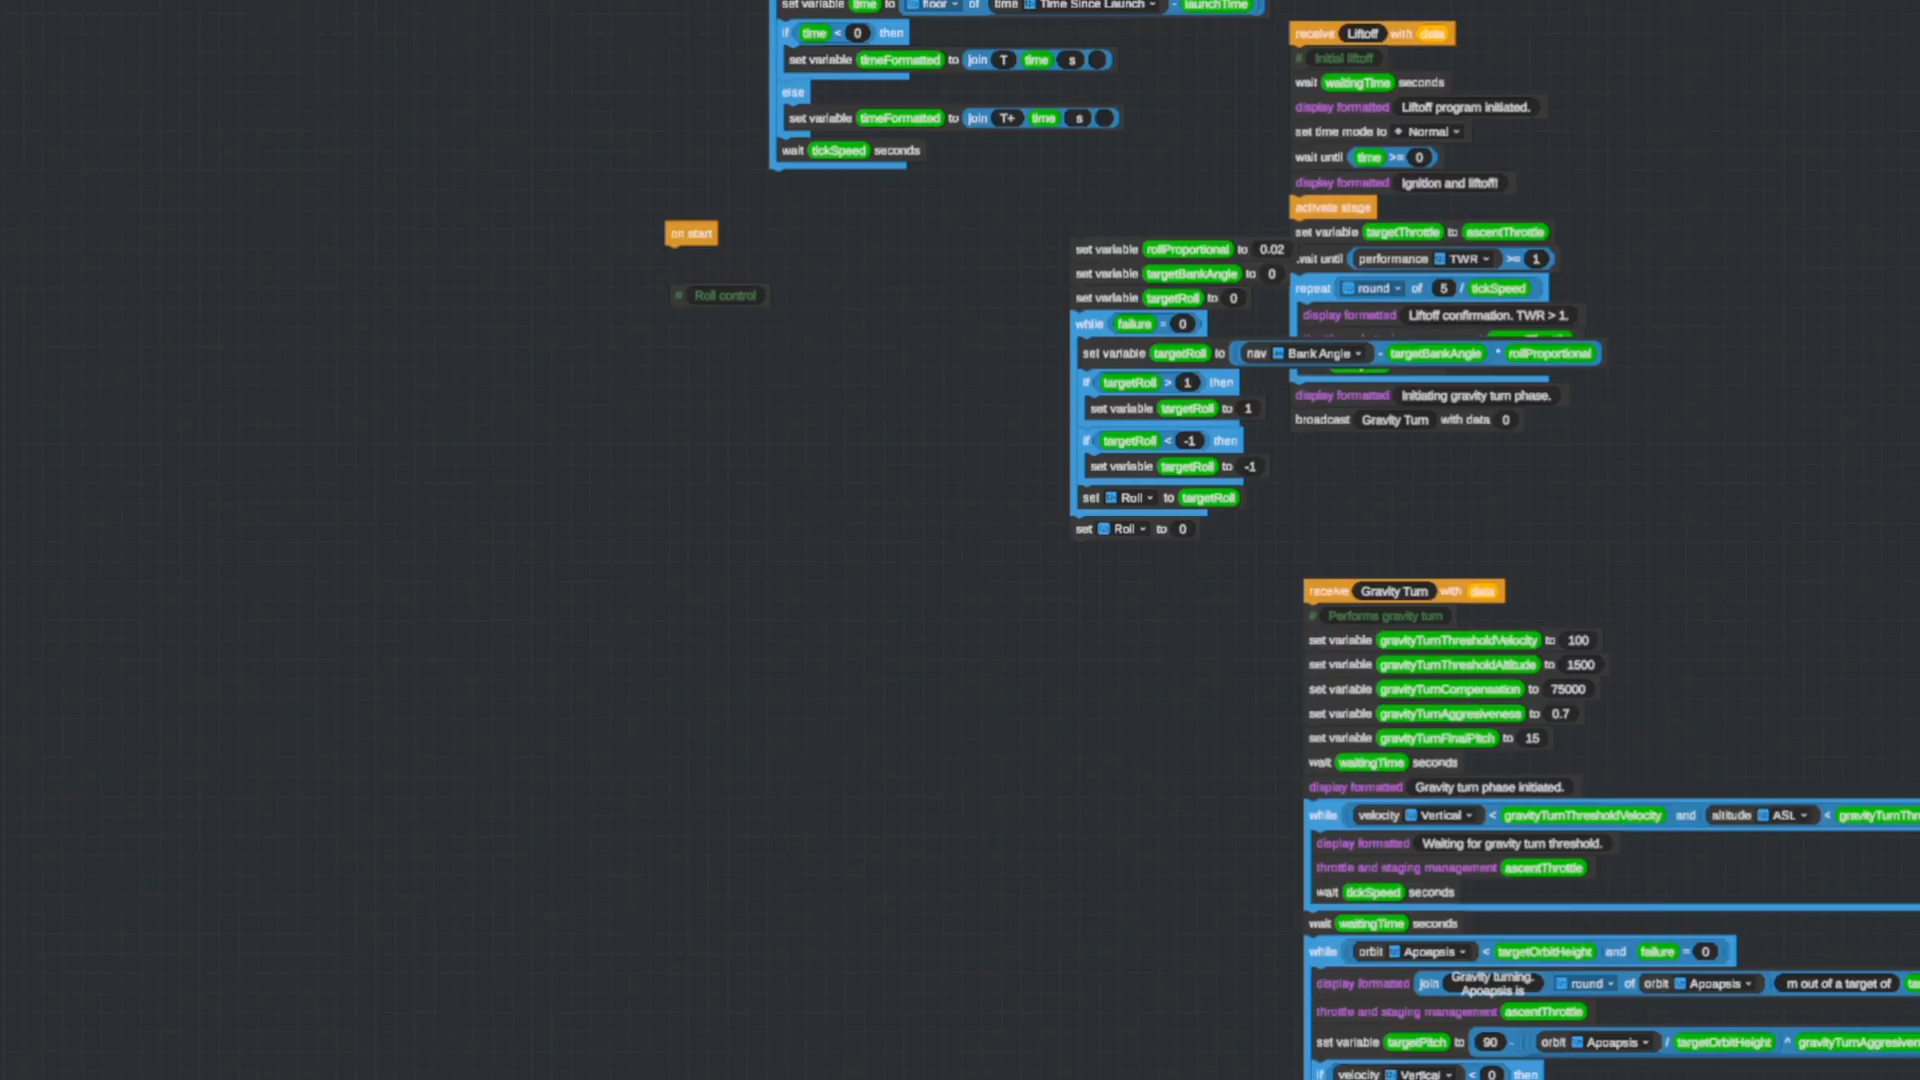 set variable time to floor of time Time Since Launch - launchTime
if time < 0 then
set variable timeFormatted to join T time s
else
set variable timeFormatted to join T+ time s
wait tickSpeed seconds
on start
# Roll control
set variable rollProportional to 0.02
set variable targetBankAngle to 0
set variable targetRoll to 0
while failure = 0
set variable targetRoll to nav Bank Angle - targetBankAngle * rollProportional
if targetRoll > 1 then
set variable targetRoll to 1
if targetRoll < -1 then
set variable targetRoll to -1
set Roll to targetRoll
set Roll to 0
receive Liftoff with data
# Initial liftoff
wait waitingTime seconds
display formatted Liftoff program initiated.
set time mode to Normal
wait until time >= 0
display formatted Ignition and liftoff!
activate stage
set variable targetThrottle to ascentThrottle
wait until performance TWR >= 1
repeat round of 5 / tickSpeed
display formatted Liftoff confirmation. TWR > 1.
display formatted Initiating gravity turn phase.
broadcast Gravity Turn with data 0
receive Gravity Turn with data
# Performs gravity turn
set variable gravityTurnThresholdVelocity to 100
set variable gravityTurnThresholdAltitude to 1500
set variable gravityTurnCompensation to 75000
set variable gravityTurnAggresiveness to 0.7
set variable gravityTurnFinalPitch to 15
wait waitingTime seconds
display formatted Gravity turn phase initiated.
while velocity Vertical < gravityTurnThresholdVelocity and altitude ASL < gravityTurnThr
display formatted Waiting for gravity turn threshold.
throttle and staging management ascentThrottle
wait tickSpeed seconds
wait waitingTime seconds
while orbit Apoapsis < targetOrbitHeight and failure = 0
display formatted join Gravity turning. Apoapsis is round of orbit Apoapsis m out of a target of ta
throttle and staging management ascentThrottle
set variable targetPitch to 90 - orbit Apoapsis / targetOrbitHeight ^ gravityTurnAggresiven
if velocity Vertical < 0 then